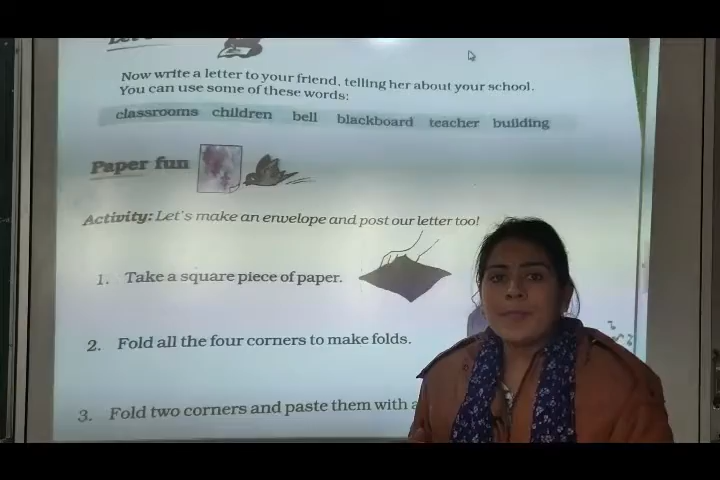 Now write a letter to your friend, telling her about your school.
You can use some of these words:
classrooms children bell blackboard teacher building
Paper fun
Activity: Let's make an envelope and post our letter too!
1. Take a square piece of paper.
2. Fold all the four corners to make folds.
3. Fold two corners and paste them with a